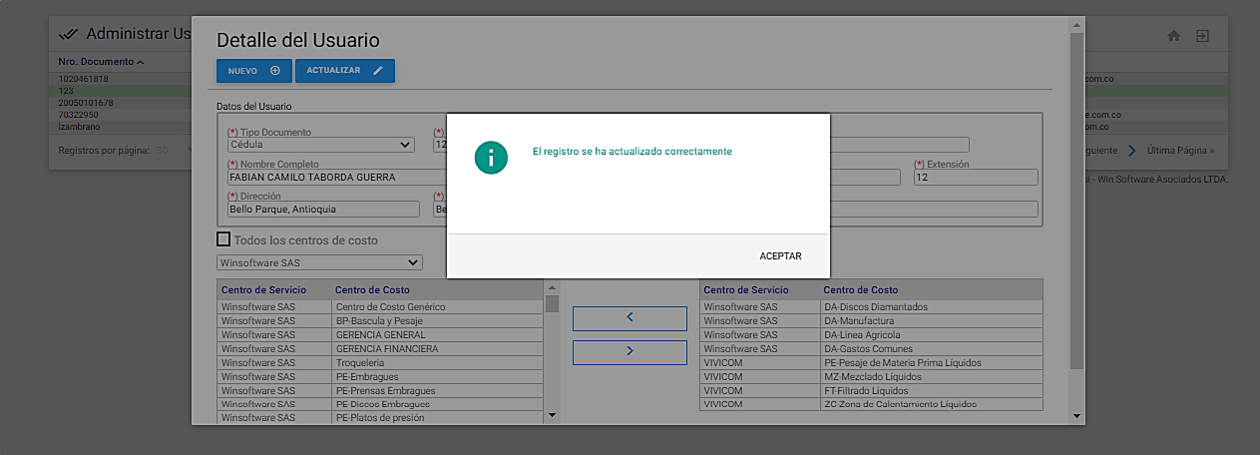 Administrar Us
Nro. Documento
1020461818
123
20050101678
70322950
lzambrano
Registros por página: 30
Detalle del Usuario
NUEVO
ACTUALIZAR
Datos del Usuario
(*) Tipo Documento
Cédula
(*)
12
(*) Nombre Completo
FABIAN CAMILO TABORDA GUERRA
(*) Extensión
12
(*) Dirección
Bello Parque, Antioquia
(*)
Be
El registro se ha actualizado correctamente
ACEPTAR
Todos los centros de costo
Winsoftware SAS
Centro de Servicio Centro de Costo
Winsoftware SAS Centro de Costo Genérico
Winsoftware SAS BP-Bascula y Pesaje
Winsoftware SAS GERENCIA GENERAL
Winsoftware SAS GERENCIA FINANCIERA
Winsoftware SAS Troqueleria
Winsoftware SAS PE-Embragues
Winsoftware SAS PE-Prensas Embragues
Winsoftware SAS PE-Discos Embragues
Winsoftware SAS PE-Platos de presión
<
>
Centro de Servicio Centro de Costo
Winsoftware SAS DA-Discos Diamantados
Winsoftware SAS DA-Manufactura
Winsoftware SAS DA-Linea Agricola
Winsoftware SAS DA-Gastos Comunes
VIVICOM PE-Pesaje de Materia Prima Líquidos
VIVICOM MZ-Mezclado Líquidos
VIVICOM FT-Filtrado Líquidos
VIVICOM ZC-Zona de Calentamiento Líquidos
.com.co
e.com.co
om.co
guiente
Última Página »
si - Win Software Asociados LTDA.